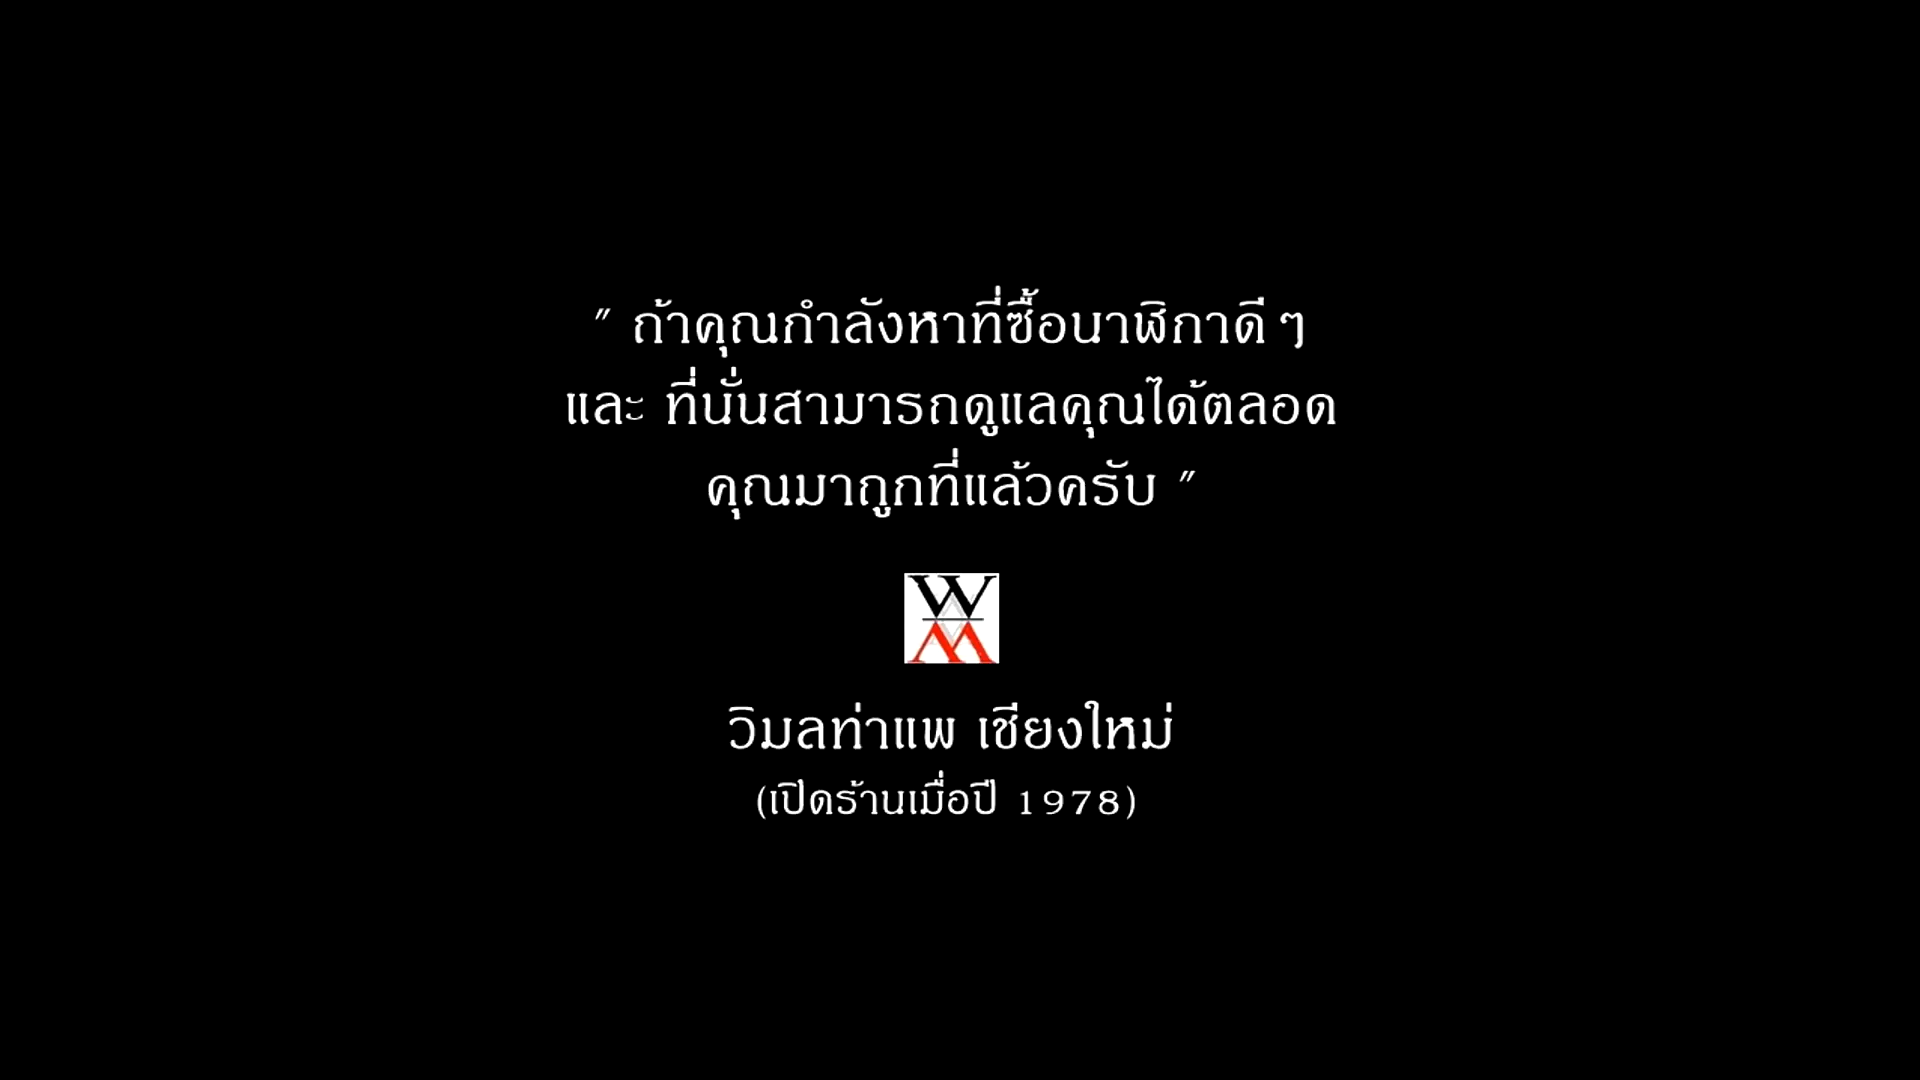 " ถ้าคุณกำลังหาที่ซื้อนาฬิกาดีๆ
และ ที่นั่นสามารถดูแลคุณได้ตลอด
คุณมาถูกที่แล้วครับ "
W
M
วิมลท่าแพ เชียงใหม่
(เปิดร้านเมื่อปี 1978)